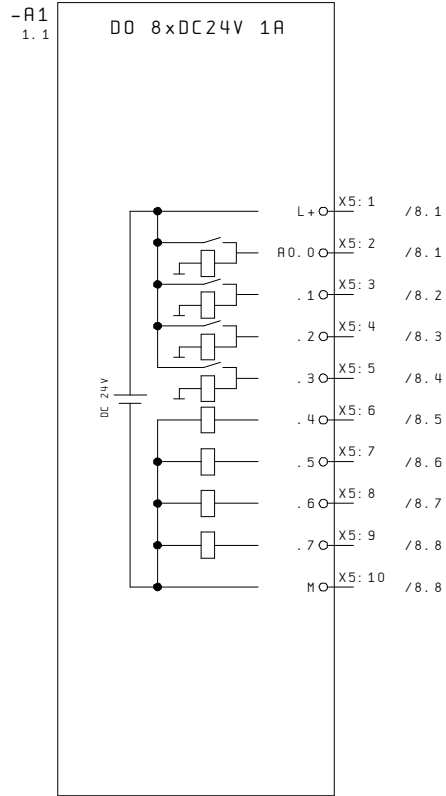 -A1
1.1
DO 8xDC24V 1A
L+ X5:1 /8.1
A0.0 X5:2 /8.1
.1 X5:3 /8.2
.2 X5:4 /8.3
.3 X5:5 /8.4
DC 24V
.4 X5:6 /8.5
.5 X5:7 /8.6
.6 X5:8 /8.7
.7 X5:9 /8.8
M X5:10 /8.8